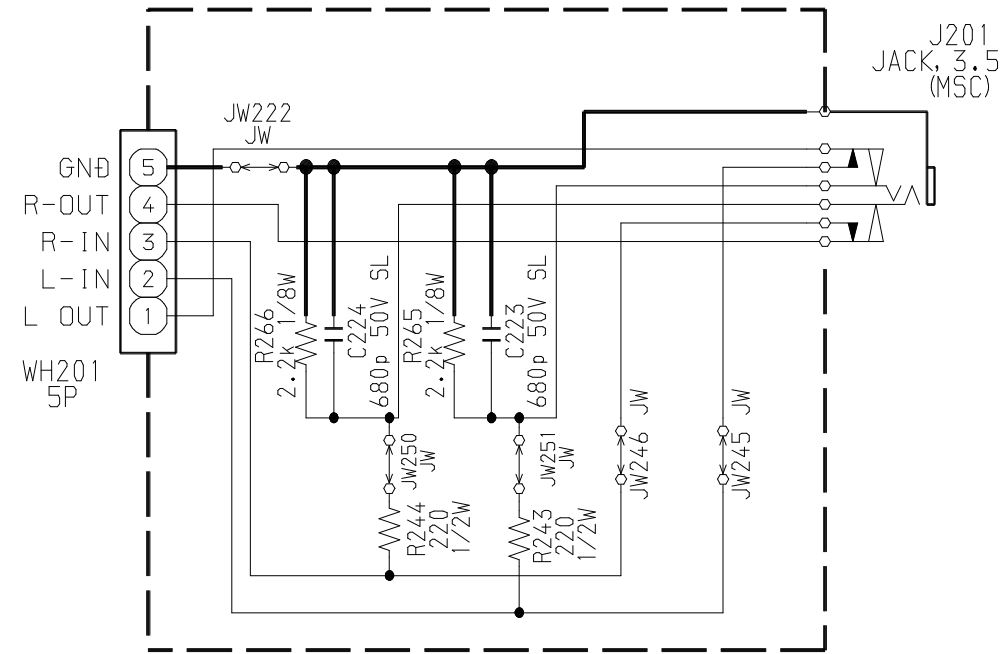 J201
JACK, 3.5
(MSC)
JW222
JW
GND
5
R-OUT
4
R-IN
3
L-IN
2
L OUT
1
WH201
5P
R266
2.2k 1/8W
C224
680p 50V SL
R265
2.2k 1/8W
C223
680p 50V SL
JW250
JW
JW251
JW
JW246 JW
JW245 JW
R244
220
1/2W
R243
220
1/2W